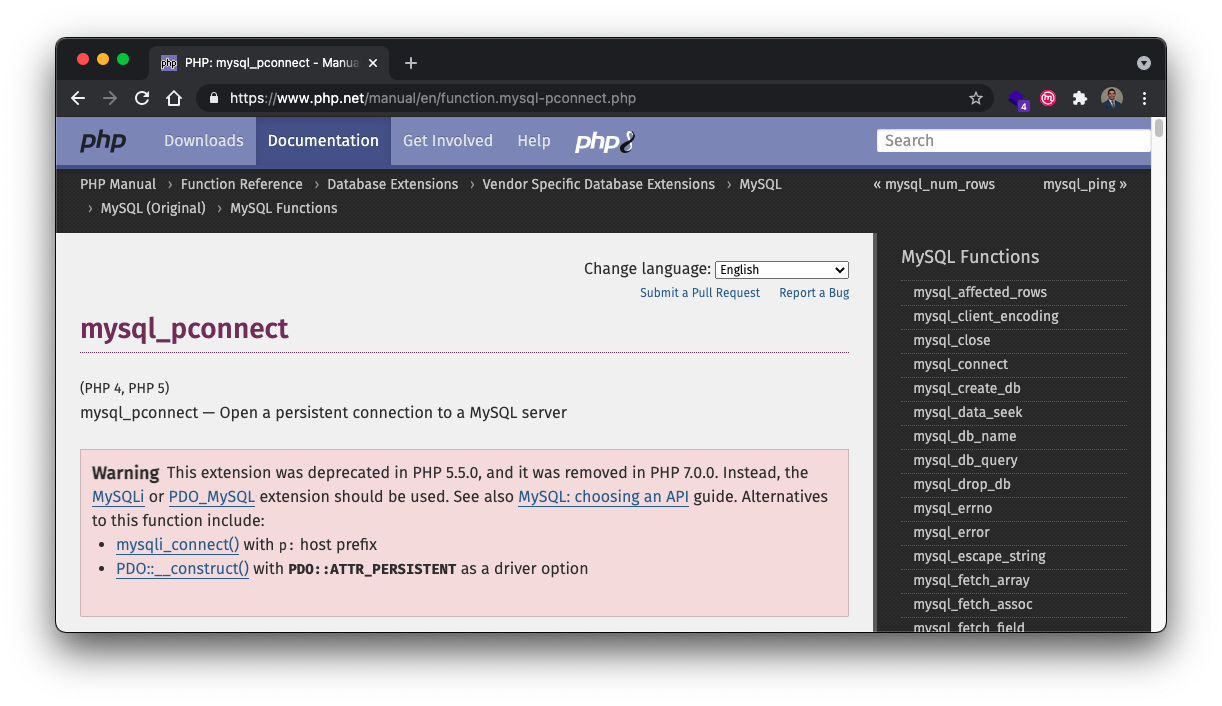 php PHP: mysql_pconnect - Manua
https://www.php.net/manual/en/function.mysql-pconnect.php
4
php Downloads Documentation Get Involved Help php8 Search
PHP Manual › Function Reference › Database Extensions › Vendor Specific Database Extensions › MySQL
› MySQL (Original) › MySQL Functions
« mysql_num_rows mysql_ping »
Change language: English
Submit a Pull Request Report a Bug
mysql_pconnect
(PHP 4, PHP 5)
mysql_pconnect — Open a persistent connection to a MySQL server
Warning This extension was deprecated in PHP 5.5.0, and it was removed in PHP 7.0.0. Instead, the
MySQLi or PDO_MySQL extension should be used. See also MySQL: choosing an API guide. Alternatives
to this function include:
• mysqli_connect() with p: host prefix
• PDO::__construct() with PDO::ATTR_PERSISTENT as a driver option
MySQL Functions
mysql_affected_rows
mysql_client_encoding
mysql_close
mysql_connect
mysql_create_db
mysql_data_seek
mysql_db_name
mysql_db_query
mysql_drop_db
mysql_errno
mysql_error
mysql_escape_string
mysql_fetch_array
mysql_fetch_assoc
mysql_fetch_field